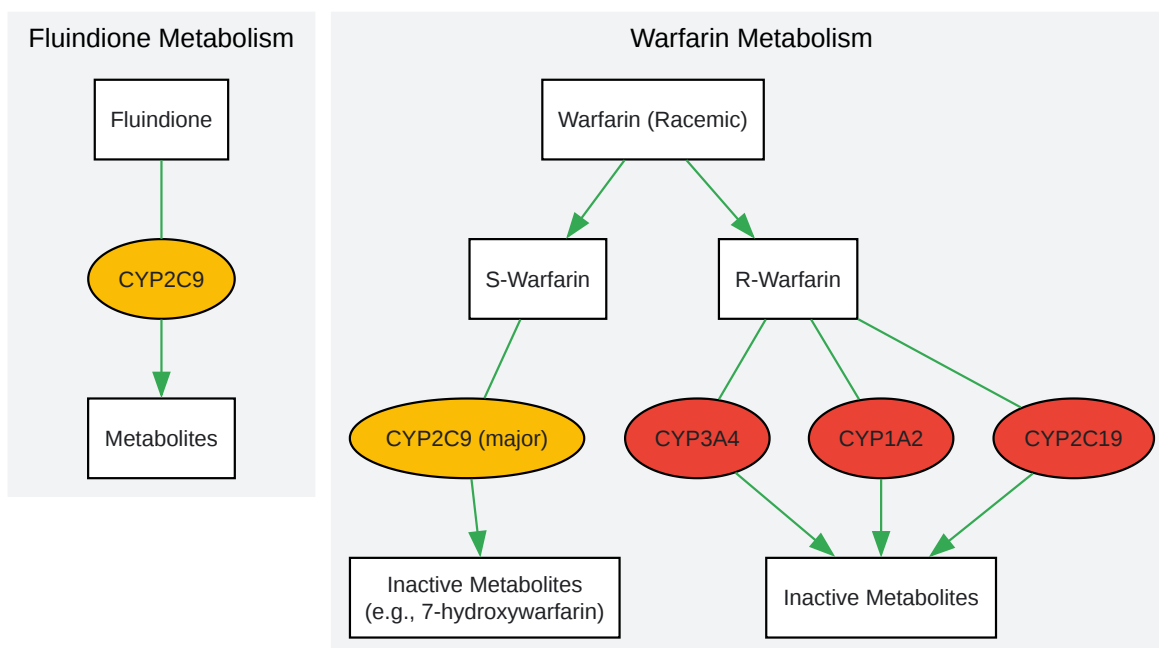 Fluindione Metabolism
Fluindione
CYP2C9
Metabolites
Warfarin Metabolism
Warfarin (Racemic)
S-Warfarin
R-Warfarin
CYP2C9 (major)
CYP3A4
CYP1A2
CYP2C19
Inactive Metabolites
(e.g., 7-hydroxywarfarin)
Inactive Metabolites